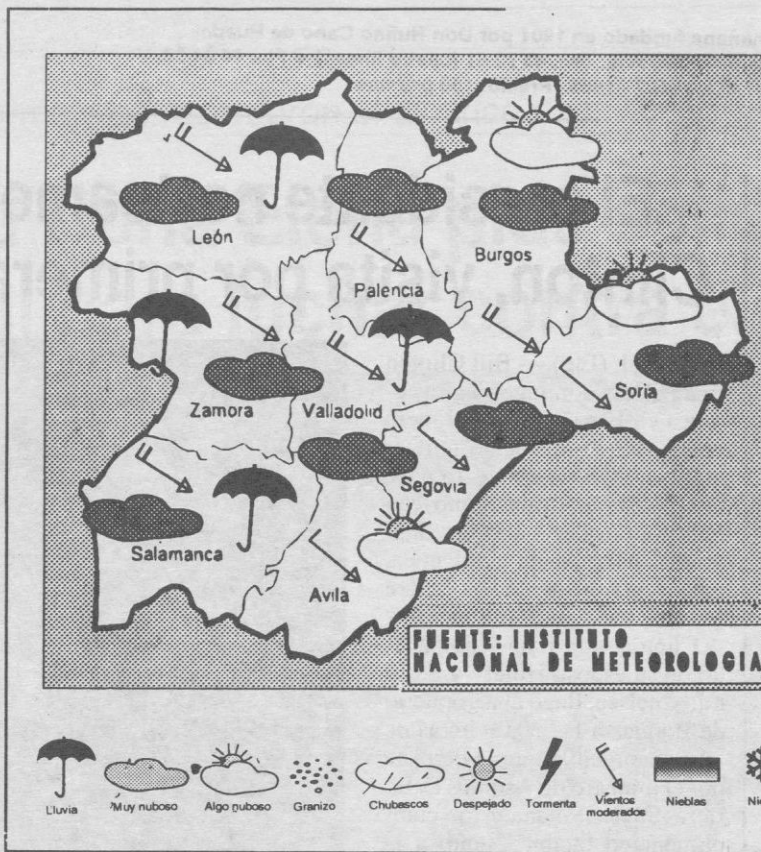 León
Burgos
Palencia
Soria
Zamora
Valladolid
Segovia
Salamanca
Avila
FUENTE: INSTITUTO
NACIONAL DE METEOROLOGIA
Lluvia
Muy nuboso
Algo nuboso
Granizo
Chubascos
Despejado
Tormenta
Vientos
moderados
Nieblas